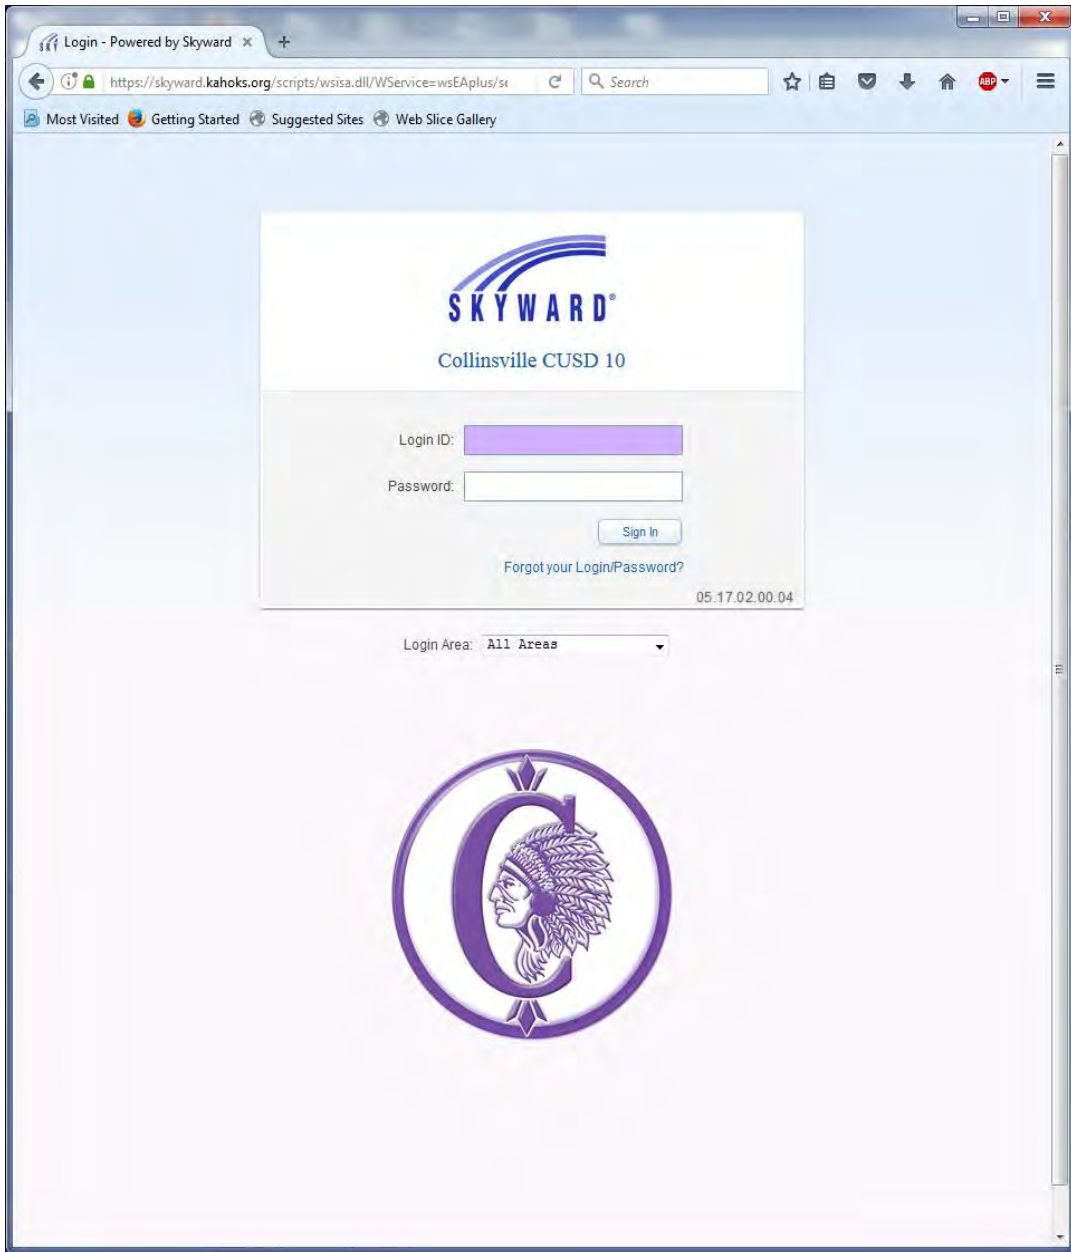 Login - Powered by Skyward
https://skyward.kahoks.org/scripts/wsisa.dll/WService=wsEAplus/se
Search
ABP
Most Visited Getting Started Suggested Sites Web Slice Gallery
SKYWARD®
Collinsville CUSD 10
Login ID:
Password:
Sign In
Forgot your Login/Password?
05.17.02.00.04
Login Area: All Areas
C